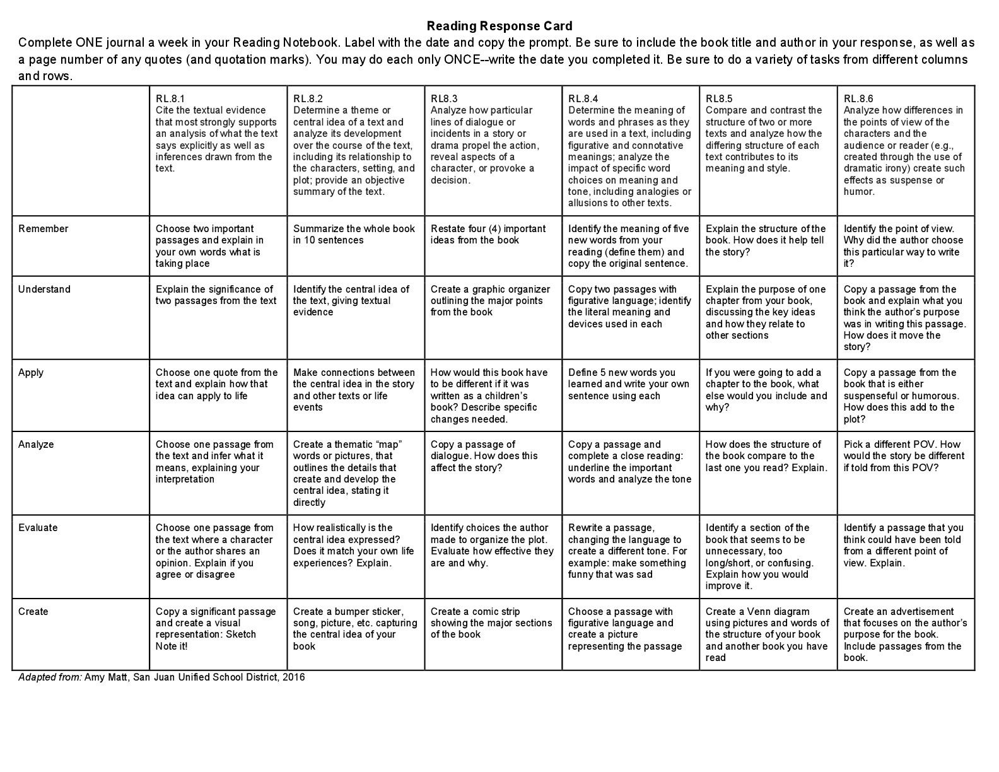 Reading Response Card
Complete ONE journal a week in your Reading Notebook. Label with the date and copy the prompt. Be sure to include the book title and author in your response, as well as
a page number of any quotes (and quotation marks). You may do each only ONCE--write the date you completed it. Be sure to do a variety of tasks from different columns
and rows.
RL.8.1
Cite the textual evidence
that most strongly supports
an analysis of what the text
says explicitly as well as
inferences drawn from the
text.
RL.8.2
Determine a theme or
central idea of a text and
analyze its development
over the course of the text,
including its relationship to
the characters, setting, and
plot; provide an objective
summary of the text.
RL8.3
Analyze how particular
lines of dialogue or
incidents in a story or
drama propel the action,
reveal aspects of a
character, or provoke a
decision.
RL.8.4
Determine the meaning of
words and phrases as they
are used in a text, including
figurative and connotative
meanings; analyze the
impact of specific word
choices on meaning and
tone, including analogies or
allusions to other texts.
RL8.5
Compare and contrast the
structure of two or more
texts and analyze how the
differing structure of each
text contributes to its
meaning and style.
RL.8.6
Analyze how differences in
the points of view of the
characters and the
audience or reader (e.g.,
created through the use of
dramatic irony) create such
effects as suspense or
humor.
Remember
Choose two important
passages and explain in
your own words what is
taking place
Summarize the whole book
in 10 sentences
Restate four (4) important
ideas from the book
Identify the meaning of five
new words from your
reading (define them) and
copy the original sentence.
Explain the structure of the
book. How does it help tell
the story?
Identify the point of view.
Why did the author choose
this particular way to write
it?
Understand
Explain the significance of
two passages from the text
Identify the central idea of
the text, giving textual
evidence
Create a graphic organizer
outlining the major points
from the book
Copy two passages with
figurative language; identify
the literal meaning and
devices used in each
Explain the purpose of one
chapter from your book,
discussing the key ideas
and how they relate to
other sections
Copy a passage from the
book and explain what you
think the author's purpose
was in writing this passage.
How does it move the
story?
Apply
Choose one quote from the
text and explain how that
idea can apply to life
Make connections between
the central idea in the story
and other texts or life
events
How would this book have
to be different if it was
written as a children's
book? Describe specific
changes needed.
Define 5 new words you
learned and write your own
sentence using each
If you were going to add a
chapter to the book, what
else would you include and
why?
Copy a passage from the
book that is either
suspenseful or humorous.
How does this add to the
plot?
Analyze
Choose one passage from
the text and infer what it
means, explaining your
interpretation
Create a thematic “map”
words or pictures, that
outlines the details that
create and develop the
central idea, stating it
directly
Copy a passage of
dialogue. How does this
affect the story?
Copy a passage and
complete a close reading:
underline the important
words and analyze the tone
How does the structure of
the book compare to the
last one you read? Explain.
Pick a different POV. How
would the story be different
if told from this POV?
Evaluate
Choose one passage from
the text where a character
or the author shares an
opinion. Explain if you
agree or disagree
How realistically is the
central idea expressed?
Does it match your own life
experiences? Explain.
Identify choices the author
made to organize the plot.
Evaluate how effective they
are and why.
Rewrite a passage,
changing the language to
create a different tone. For
example: make something
funny that was sad
Identify a section of the
book that seems to be
unnecessary, too
long/short, or confusing.
Explain how you would
improve it.
Identify a passage that you
think could have been told
from a different point of
view. Explain.
Create
Copy a significant passage
and create a visual
representation: Sketch
Note it!
Create a bumper sticker,
song, picture, etc. capturing
the central idea of your
book
Create a comic strip
showing the major sections
of the book
Choose a passage with
figurative language and
create a picture
representing the passage
Create a Venn diagram
using pictures and words of
the structure of your book
and another book you have
read
Create an advertisement
that focuses on the author's
purpose for the book.
Include passages from the
book.
Adapted from: Amy Matt, San Juan Unified School District, 2016